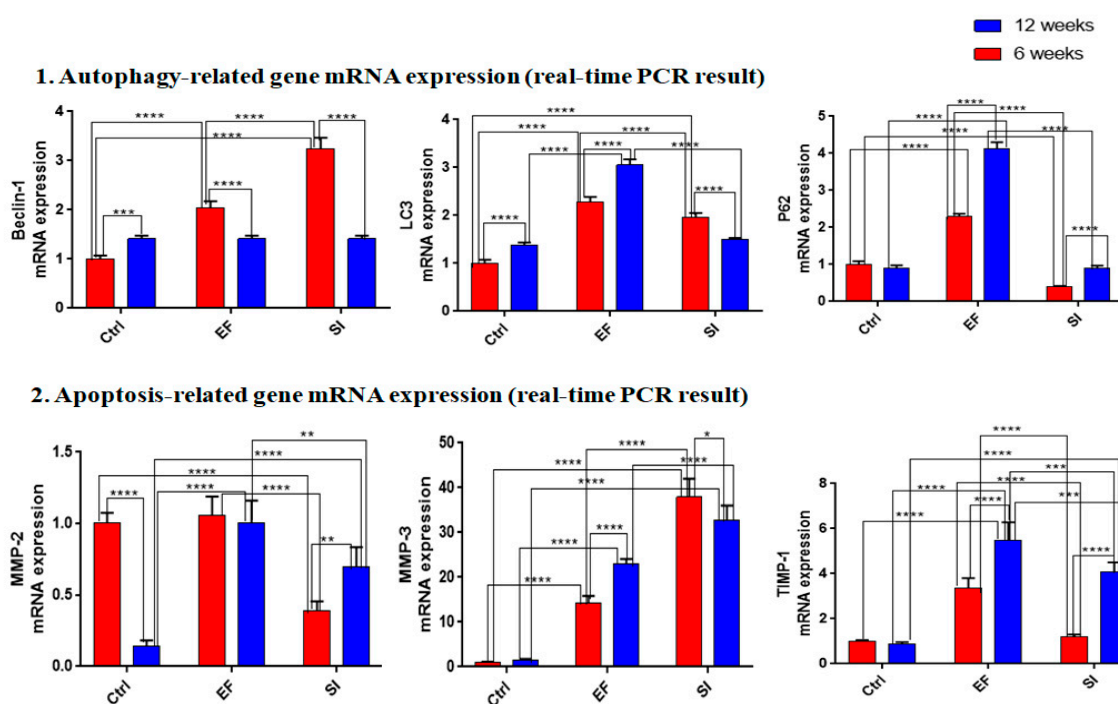 12 weeks
6 weeks
1. Autophagy-related gene mRNA expression (real-time PCR result)
Beclin-1
mRNA expression
4
3
2
1
0
Ctrl
EF
SI
****
****
****
****
****
***
LC3
mRNA expression
4
3
2
1
0
Ctrl
EF
SI
****
****
****
****
****
****
****
****
P62
mRNA expression
5
4
3
2
1
0
Ctrl
EF
SI
****
****
****
****
****
****
****
2. Apoptosis-related gene mRNA expression (real-time PCR result)
MMP-2
mRNA expression
1.5
1.0
0.5
0.0
Ctrl
EF
SI
**
****
****
****
****
****
**
MMP-3
mRNA expression
50
40
30
20
10
0
Ctrl
EF
SI
*
****
****
****
****
****
****
****
TIMP-1
mRNA expression
8
6
4
2
0
Ctrl
EF
SI
****
****
***
****
****
****
***
****
****